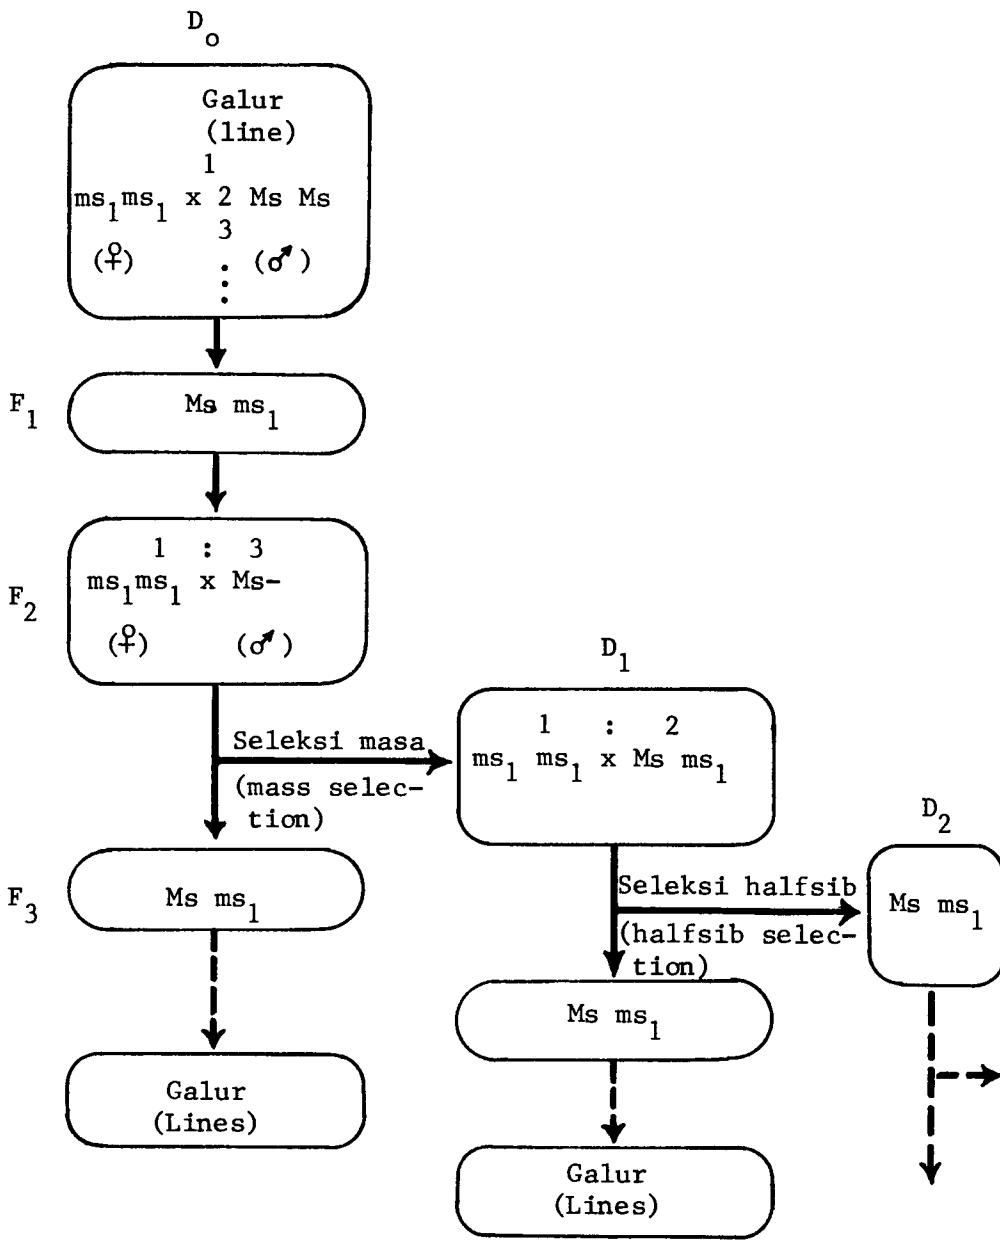 D₀
Galur
(line)
1
ms₁ms₁ x 2 Ms Ms
3
(♀) (♂)
F₁
Ms ms₁
1 : 3
F₂
ms₁ms₁ x Ms-
(♀) (♂)
D₁
1 : 2
ms₁ ms₁ x Ms ms₁
Seleksi masa
(mass selec-
tion)
D₂
Ms ms₁
Seleksi halfsib
(halfsib selec-
tion)
F₃
Ms ms₁
Ms ms₁
Galur
(Lines)
Galur
(Lines)